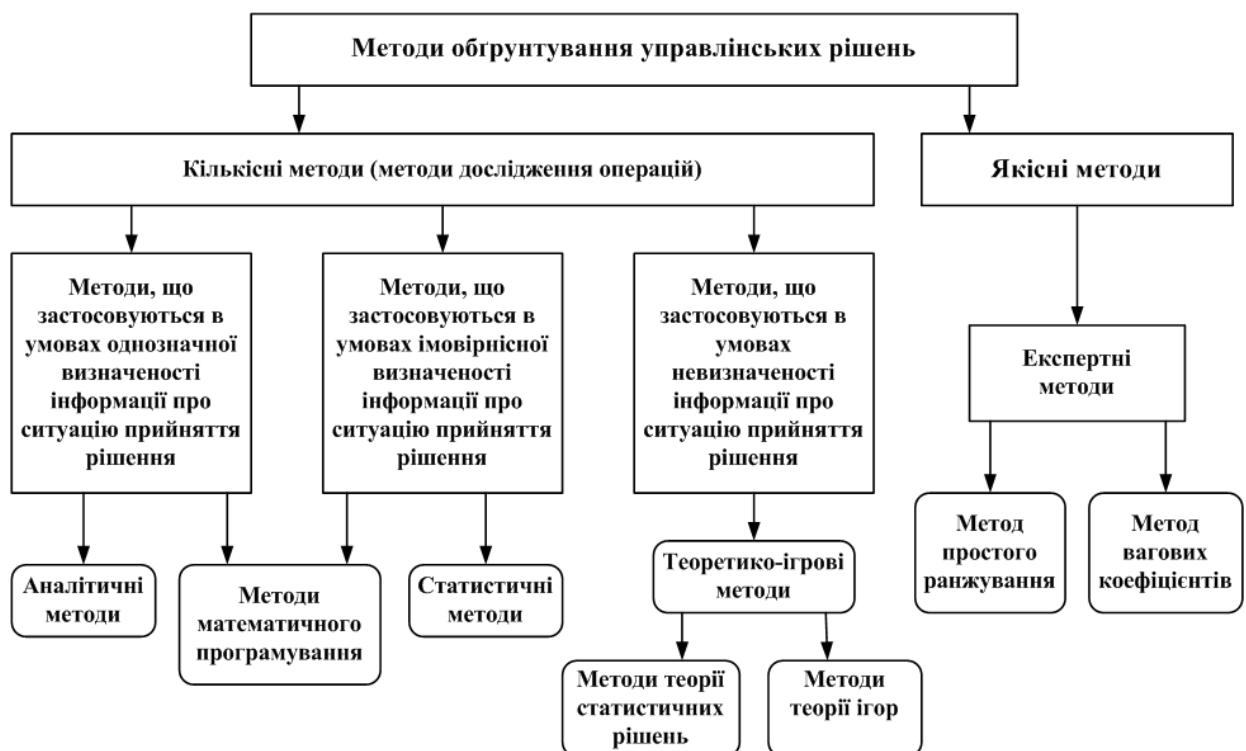 Методи обґрунтування управлінських рішень
Кількісні методи (методи дослідження операцій)
Якісні методи
Методи, що
застосовуються в
умовах однозначної
визначеності
інформації про
ситуацію прийняття
рішення
Методи, що
застосовуються в
умовах імовірнісної
визначеності
інформації про
ситуацію прийняття
рішення
Методи, що
застосовуються в
умовах
невизначеності
інформації про
ситуацію прийняття
рішення
Експертні
методи
Аналітичні
методи
Методи
математичного
програмування
Статистичні
методи
Теоретико-ігрові
методи
Методи теорії
статистичних
рішень
Методи
теорії ігор
Метод
простого
ранжування
Метод
вагових
коефіцієнтів